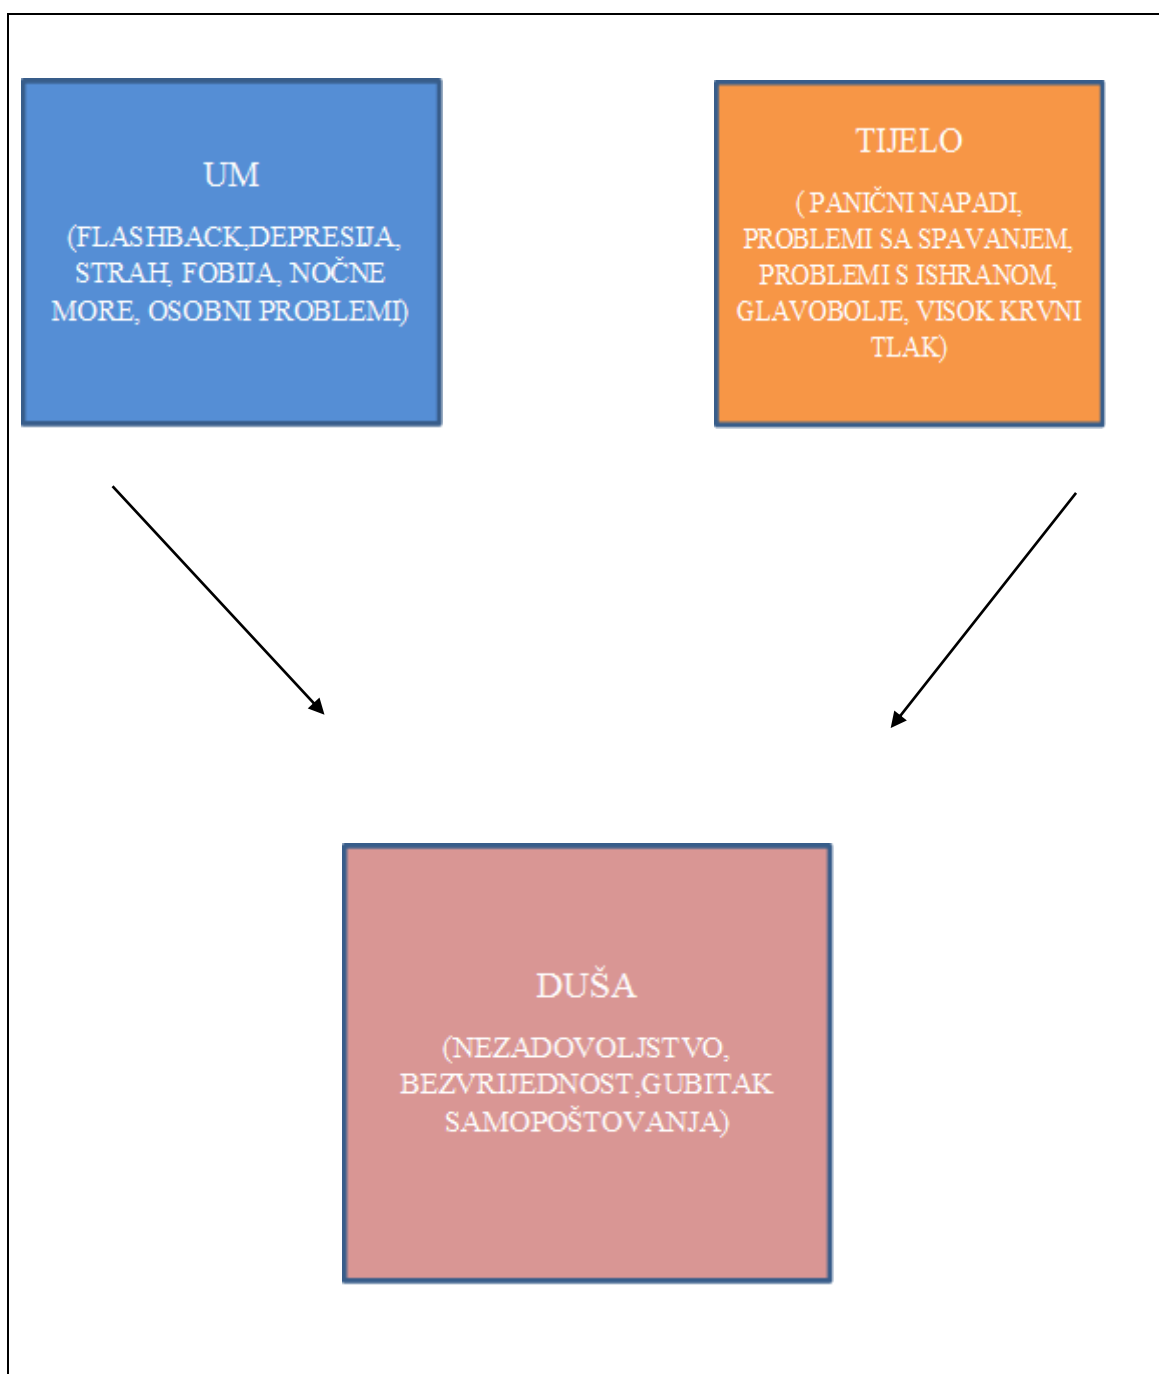 UM
(FLASHBACK,DEPRESIJA,
STRAH, FOBIJA, NOČNE
MORE, OSOBNI PROBLEMI)
TIJELO
( PANIČNI NAPADI,
PROBLEMI SA SPAVANJEM,
PROBLEMI S ISHRANOM,
GLAVOBOLJE, VISOK KRVNI
TLAK)
DUŠA
(NEZADOVOLJSTVO,
BEZVRIJEDNOST,GUBITAK
SAMOPOŠTOVANJA)